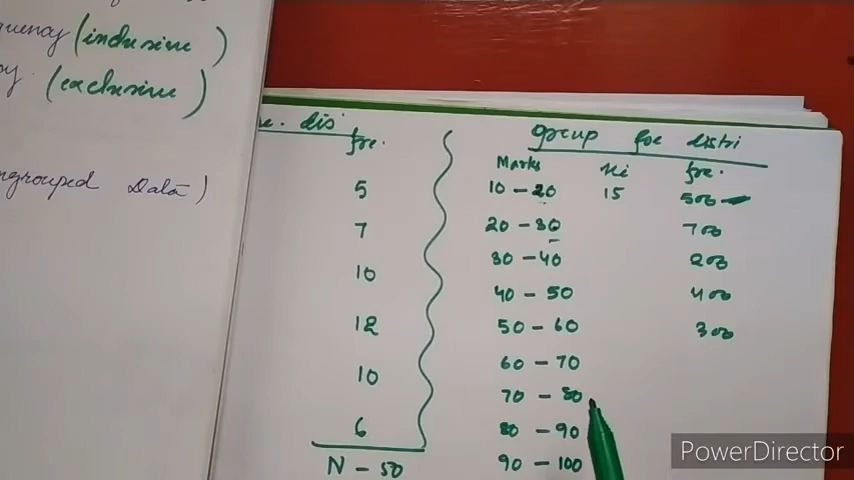 (inclusive)
(exclusive)
Data)
dis
fre.
5
7
10
12
10
6
N - 50
group fre distri
Marks xi fre.
10 - 20 15 500
20 - 30 700
30 - 40 200
40 - 50 400
50 - 60 300
60 - 70
70 - 80
80 - 90
90 - 100
PowerDirector